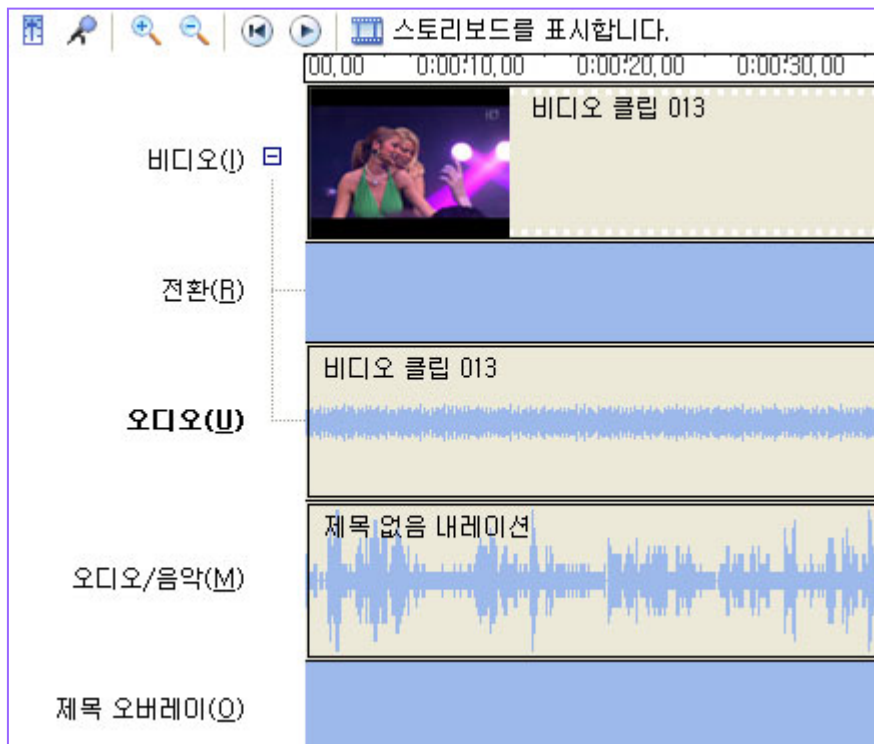 스토리보드를 표시합니다.
00,00 0:00:10,00 0:00:20,00 0:00:30,00
비디오(I)
비디오 클립 013
전환(R)
비디오 클립 013
오디오(U)
제목 없음 내레이션
오디오/음악(M)
제목 오버레이(O)